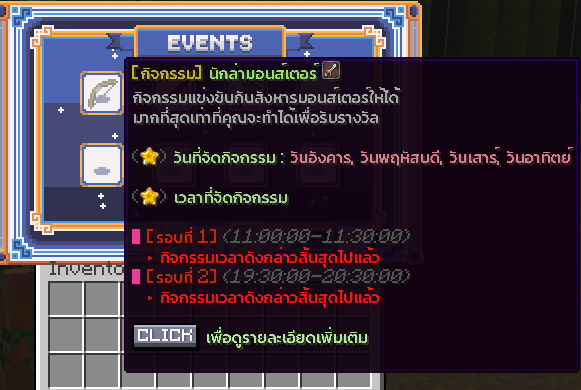 EVENTS
[กิจกรรม] นักล่ามอนส์เตอร์
กิจกรรมแข่งขันกันสังหารมอนส์เตอร์ให้ได้
มากที่สุดเท่าที่คุณจะทำได้เพื่อรับรางวัล
(⭐) วันที่จัดกิจกรรม : วันอังคาร, วันพฤหัสบดี, วันเสาร์, วันอาทิตย์
(⭐) เวลาที่จัดกิจกรรม
[รอบที่ 1] (11:00:00-11:30:00)
‣ กิจกรรมเวลาดังกล่าวสิ้นสุดไปแล้ว
[รอบที่ 2] (19:30:00-20:30:00)
‣ กิจกรรมเวลาดังกล่าวสิ้นสุดไปแล้ว
CLICK เพื่อดูรายละเอียดเพิ่มเติม
Invento